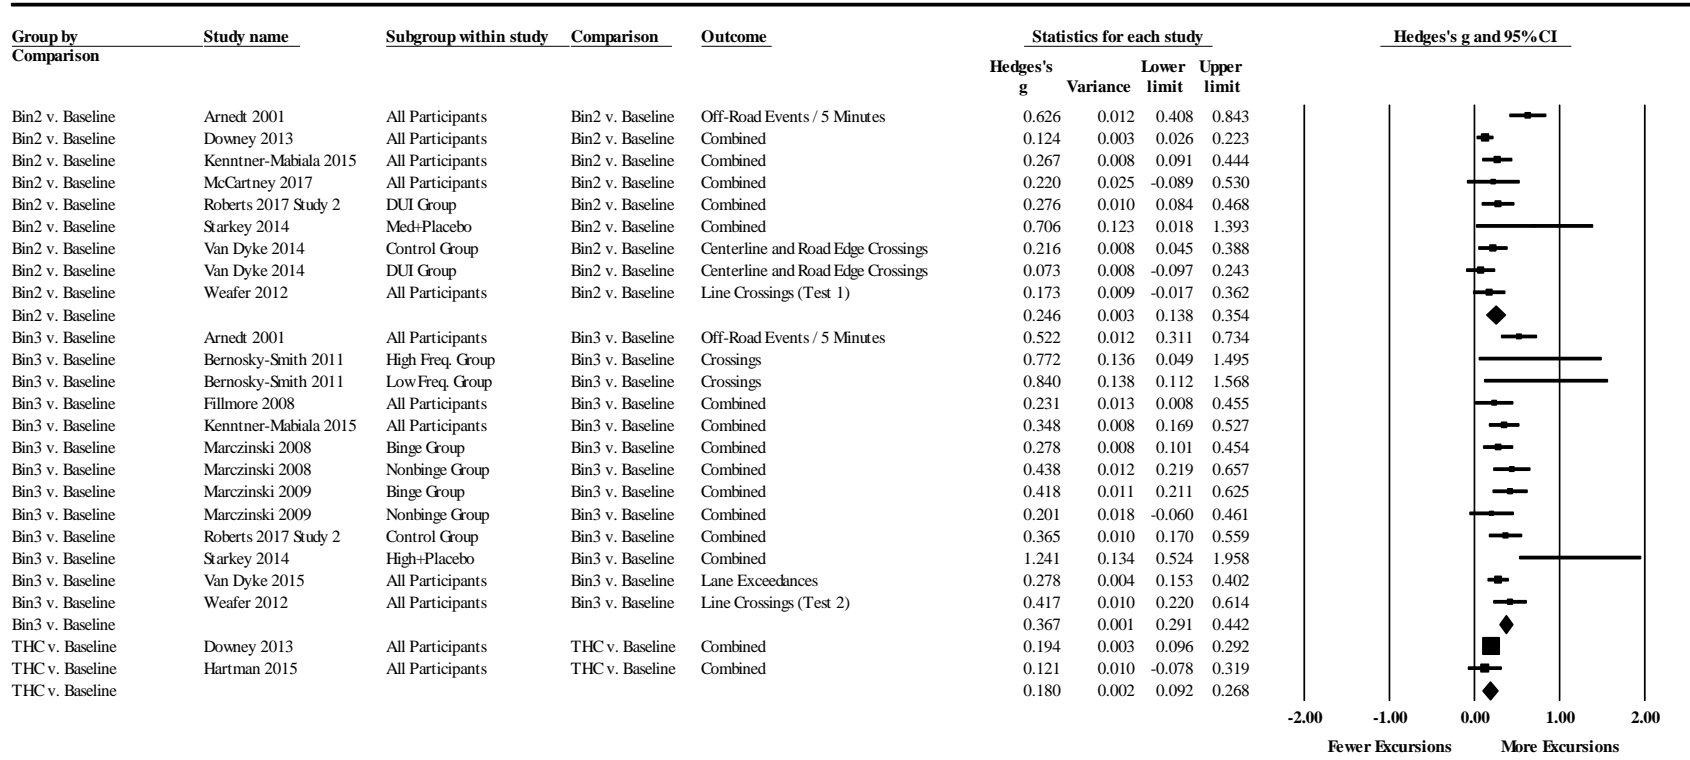 Group by Study name Subgroup within study Comparison Outcome Statistics for each study Hedges's g and 95% CI
Comparison
Hedges's Lower Upper
g Variance limit limit
Bin2 v. Baseline Arnedt 2001 All Participants Bin2 v. Baseline Off-Road Events / 5 Minutes 0.626 0.012 0.408 0.843
Bin2 v. Baseline Downey 2013 All Participants Bin2 v. Baseline Combined 0.124 0.003 0.026 0.223
Bin2 v. Baseline Kenntner-Mabiala 2015 All Participants Bin2 v. Baseline Combined 0.267 0.008 0.091 0.444
Bin2 v. Baseline McCartney 2017 All Participants Bin2 v. Baseline Combined 0.220 0.025 -0.089 0.530
Bin2 v. Baseline Roberts 2017 Study 2 DUI Group Bin2 v. Baseline Combined 0.276 0.010 0.084 0.468
Bin2 v. Baseline Starkey 2014 Med+Placebo Bin2 v. Baseline Combined 0.706 0.123 0.018 1.393
Bin2 v. Baseline Van Dyke 2014 Control Group Bin2 v. Baseline Centerline and Road Edge Crossings 0.216 0.008 0.045 0.388
Bin2 v. Baseline Van Dyke 2014 DUI Group Bin2 v. Baseline Centerline and Road Edge Crossings 0.073 0.008 -0.097 0.243
Bin2 v. Baseline Weafer 2012 All Participants Bin2 v. Baseline Line Crossings (Test 1) 0.173 0.009 -0.017 0.362
Bin2 v. Baseline 0.246 0.003 0.138 0.354
Bin3 v. Baseline Arnedt 2001 All Participants Bin3 v. Baseline Off-Road Events / 5 Minutes 0.522 0.012 0.311 0.734
Bin3 v. Baseline Bernosky-Smith 2011 High Freq. Group Bin3 v. Baseline Crossings 0.772 0.136 0.049 1.495
Bin3 v. Baseline Bernosky-Smith 2011 Low Freq. Group Bin3 v. Baseline Crossings 0.840 0.138 0.112 1.568
Bin3 v. Baseline Fillmore 2008 All Participants Bin3 v. Baseline Combined 0.231 0.013 0.008 0.455
Bin3 v. Baseline Kenntner-Mabiala 2015 All Participants Bin3 v. Baseline Combined 0.348 0.008 0.169 0.527
Bin3 v. Baseline Marczinski 2008 Binge Group Bin3 v. Baseline Combined 0.278 0.008 0.101 0.454
Bin3 v. Baseline Marczinski 2008 Nonbinge Group Bin3 v. Baseline Combined 0.438 0.012 0.219 0.657
Bin3 v. Baseline Marczinski 2009 Binge Group Bin3 v. Baseline Combined 0.418 0.011 0.211 0.625
Bin3 v. Baseline Marczinski 2009 Nonbinge Group Bin3 v. Baseline Combined 0.201 0.018 -0.060 0.461
Bin3 v. Baseline Roberts 2017 Study 2 Control Group Bin3 v. Baseline Combined 0.365 0.010 0.170 0.559
Bin3 v. Baseline Starkey 2014 High+Placebo Bin3 v. Baseline Combined 1.241 0.134 0.524 1.958
Bin3 v. Baseline Van Dyke 2015 All Participants Bin3 v. Baseline Lane Exceedances 0.278 0.004 0.153 0.402
Bin3 v. Baseline Weafer 2012 All Participants Bin3 v. Baseline Line Crossings (Test 2) 0.417 0.010 0.220 0.614
Bin3 v. Baseline 0.367 0.001 0.291 0.442
THC v. Baseline Downey 2013 All Participants THC v. Baseline Combined 0.194 0.003 0.096 0.292
THC v. Baseline Hartman 2015 All Participants THC v. Baseline Combined 0.121 0.010 -0.078 0.319
THC v. Baseline 0.180 0.002 0.092 0.268
-2.00 -1.00 0.00 1.00 2.00
Fewer Excursions More Excursions